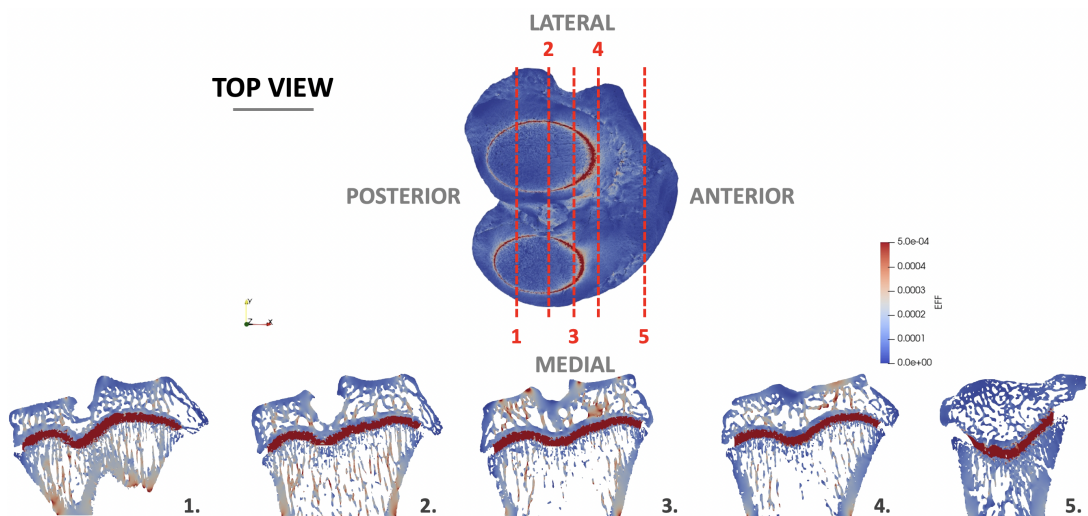 LATERAL
2 4
TOP VIEW
POSTERIOR
ANTERIOR
5.0e-04
0.0004
0.0003
0.0002
0.0001
0.0e+00
EFF
Y
Z X
1 3 5
MEDIAL
1.
2.
3.
4.
5.